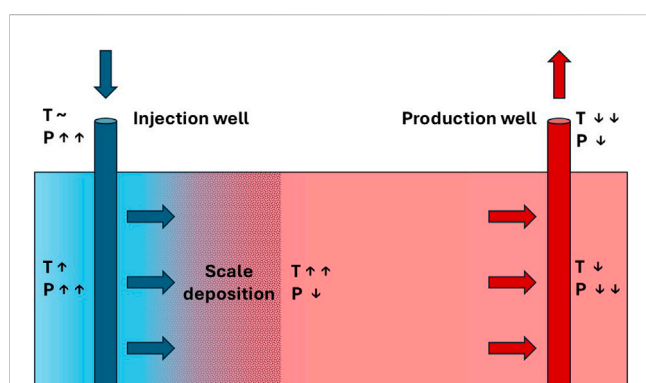 T ~
P ↑ ↑
Injection well
Production well
T ↓ ↓
P ↓
T ↑
P ↑ ↑
Scale
deposition
T ↑ ↑
P ↓
T ↓
P ↓ ↓